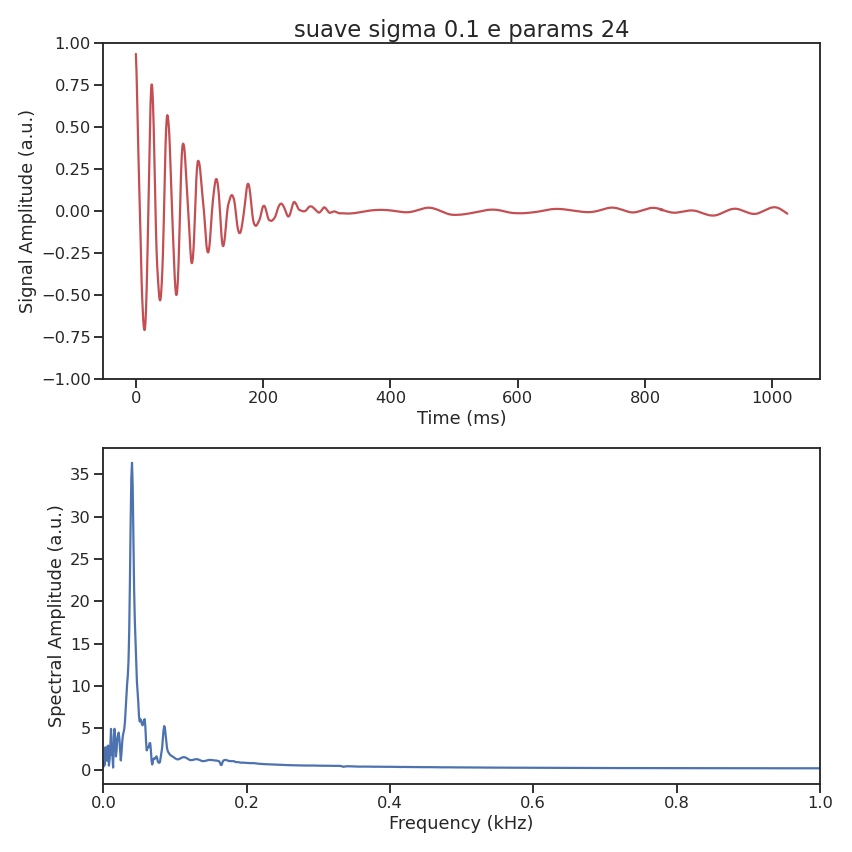 suave sigma 0.1 e params 24
1.00
0.75
0.50
0.25
0.00
−0.25
−0.50
−0.75
−1.00
Signal Amplitude (a.u.)
0 200 400 600 800 1000
Time (ms)
35
30
25
20
15
10
5
0
Spectral Amplitude (a.u.)
0.0 0.2 0.4 0.6 0.8 1.0
Frequency (kHz)